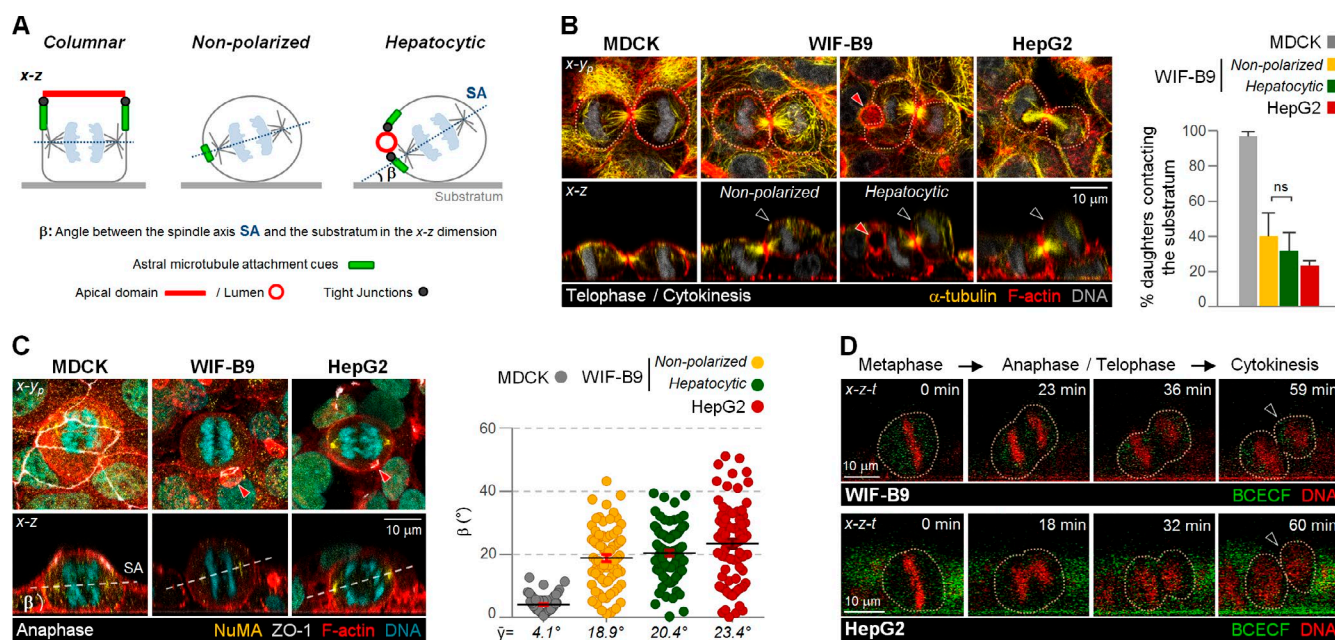 A
Columnar Non-polarized Hepatocytic
x-z
SA
β
Substratum
β: Angle between the spindle axis SA and the substratum in the x-z dimension
Astral microtubule attachment cues
Apical domain / Lumen Tight Junctions
B
MDCK WIF-B9 HepG2
x-yp
x-z
Non-polarized Hepatocytic
10 μm
Telophase / Cytokinesis α-tubulin F-actin DNA
MDCK
WIF-B9 Non-polarized
Hepatocytic
HepG2
% daughters contacting
the substratum
100
80
60
40
20
0
ns
C
MDCK WIF-B9 HepG2
x-yp
x-z
10 μm
SA
β
Anaphase NuMA ZO-1 F-actin DNA
MDCK WIF-B9 Non-polarized
Hepatocytic
HepG2
β (°)
60
40
20
0
ȳ= 4.1° 18.9° 20.4° 23.4°
D
Metaphase Anaphase / Telophase Cytokinesis
x-z-t 0 min 23 min 36 min 59 min
10 μm
WIF-B9 BCECF DNA
x-z-t 0 min 18 min 32 min 60 min
10 μm
HepG2 BCECF DNA